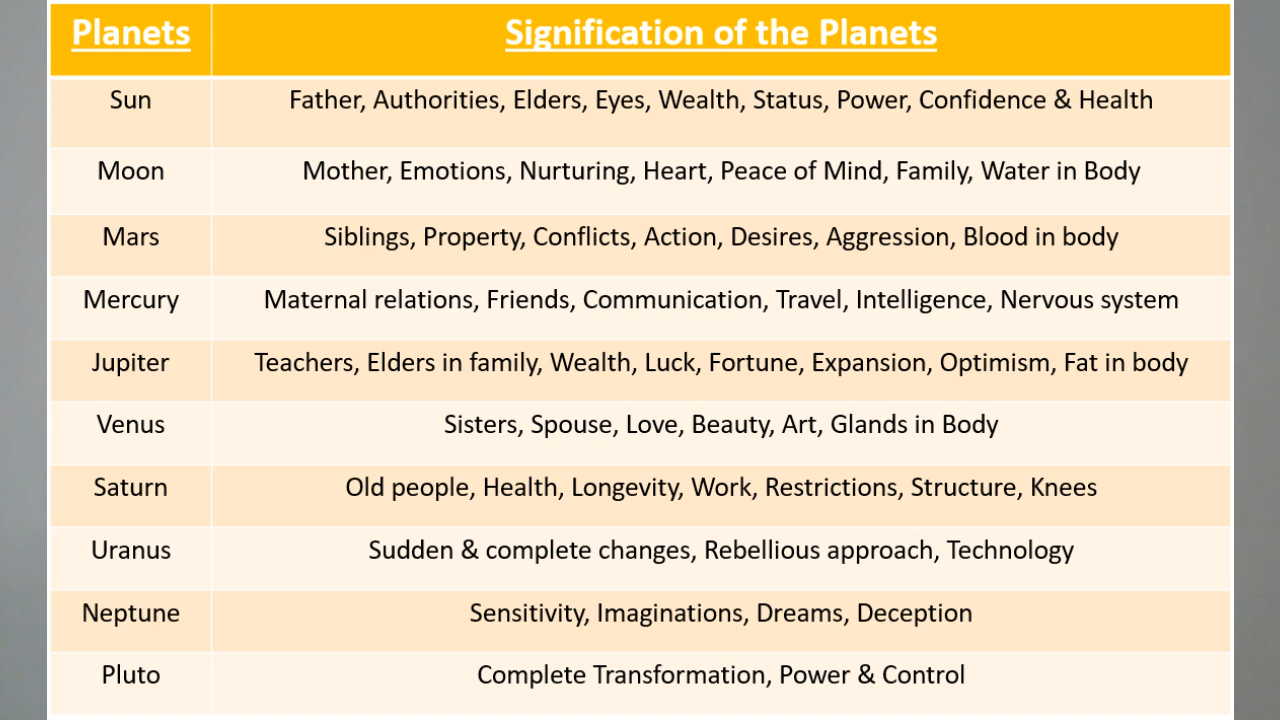 Planets
Signification of the Planets
Sun
Father, Authorities, Elders, Eyes, Wealth, Status, Power, Confidence & Health
Moon
Mother, Emotions, Nurturing, Heart, Peace of Mind, Family, Water in Body
Mars
Siblings, Property, Conflicts, Action, Desires, Aggression, Blood in body
Mercury
Maternal relations, Friends, Communication, Travel, Intelligence, Nervous system
Jupiter
Teachers, Elders in family, Wealth, Luck, Fortune, Expansion, Optimism, Fat in body
Venus
Sisters, Spouse, Love, Beauty, Art, Glands in Body
Saturn
Old people, Health, Longevity, Work, Restrictions, Structure, Knees
Uranus
Sudden & complete changes, Rebellious approach, Technology
Neptune
Sensitivity, Imaginations, Dreams, Deception
Pluto
Complete Transformation, Power & Control